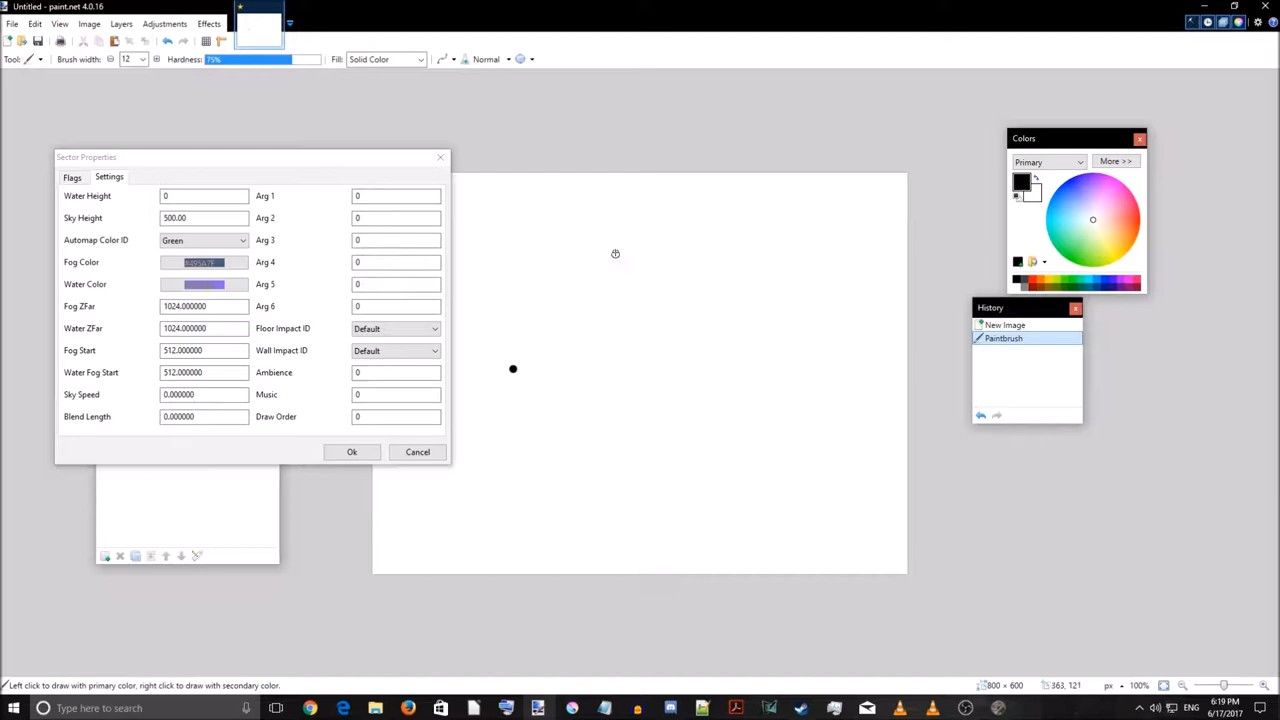 Untitled - paint.net 4.0.16
File Edit View Image Layers Adjustments Effects
Tool: Brush width: 12 Hardness: 75% Fill: Solid Color Normal
Sector Properties
Flags Settings
Water Height 0 Arg 1 0
Sky Height 500.00 Arg 2 0
Automap Color ID Green Arg 3 0
Fog Color #495A7F Arg 4 0
Water Color Arg 5 0
Fog ZFar 1024.000000 Arg 6 0
Water ZFar 1024.000000 Floor Impact ID Default
Fog Start 512.000000 Wall Impact ID Default
Water Fog Start 512.000000 Ambience 0
Sky Speed 0.000000 Music 0
Blend Length 0.000000 Draw Order 0
Ok Cancel
Colors
Primary More >>
History
New Image
Paintbrush
Left click to draw with primary color, right click to draw with secondary color. 800 × 600 363, 121 px 100%
Type here to search ENG 6:19 PM
6/17/2017